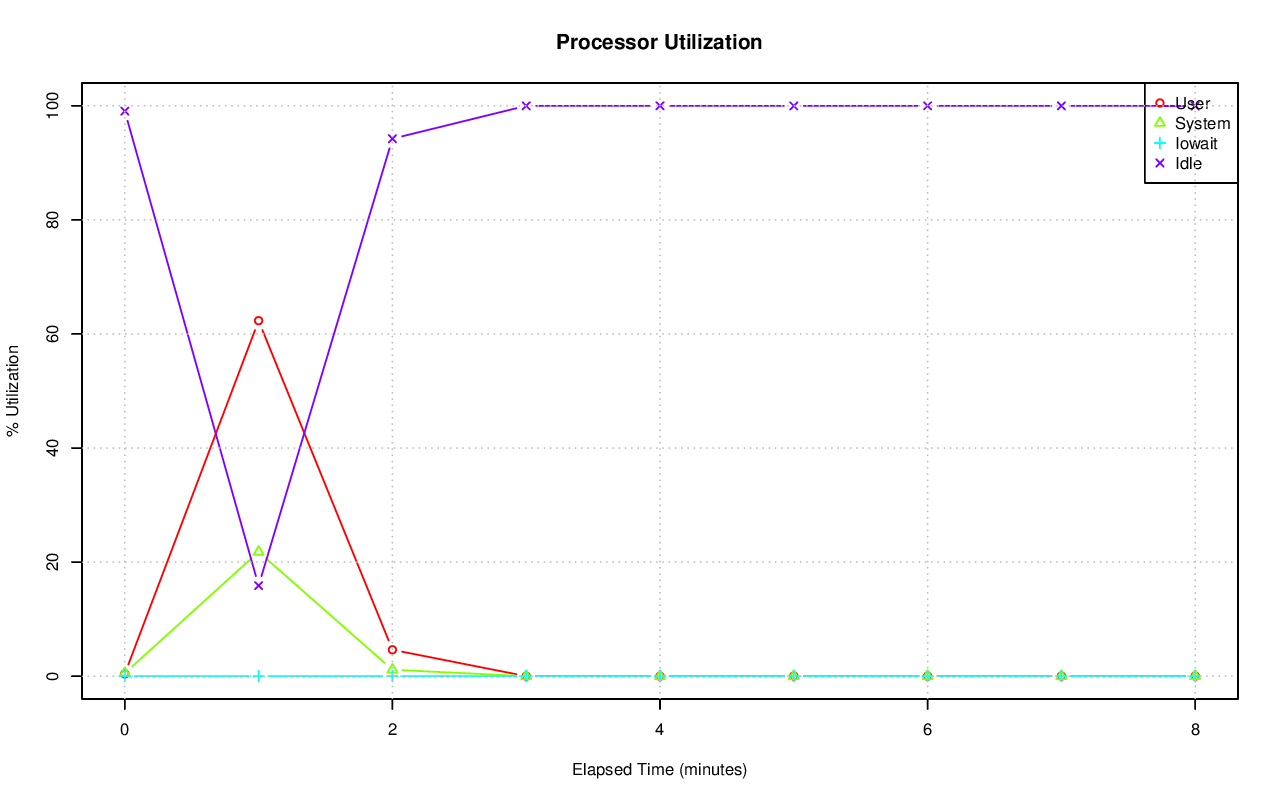 Processor Utilization
% Utilization
100
80
60
40
20
0
User
System
Iowait
Idle
0 2 4 6 8
Elapsed Time (minutes)